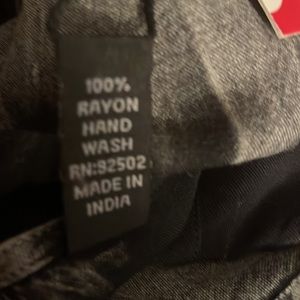 100%
RAYON
HAND
WASH
RN:92502
MADE IN
INDIA